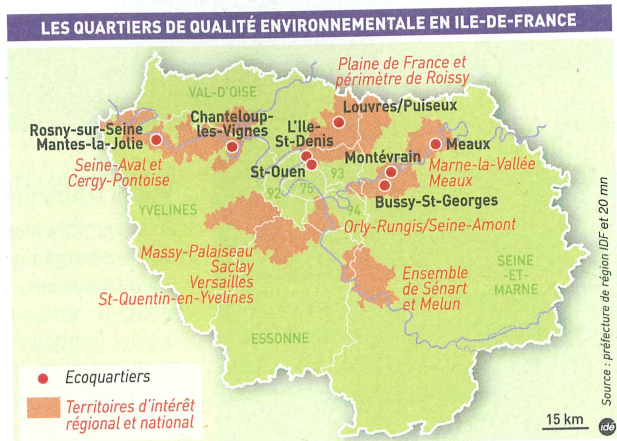 LES QUARTIERS DE QUALITÉ ENVIRONNEMENTALE EN ILE-DE-FRANCE
Plaine de France et
périmètre de Roissy
VAL-D'OISE
Louvres/Puiseux
Chanteloup-
les-Vignes
Rosny-sur-Seine
Mantes-la-Jolie
L'Ile-
St-Denis
Meaux
Montévrain
Seine-Aval et
Cergy-Pontoise
St-Ouen
93
Marne-la-Vallée
Meaux
92
75
Bussy-St-Georges
YVELINES
94
Orly-Rungis/Seine-Amont
Massy-Palaiseau
Saclay
Versailles
St-Quentin-en-Yvelines
Ensemble
de Sénart
et Melun
SEINE
-ET-
MARNE
ESSONNE
Ecoquartiers
Territoires d'intérêt
régional et national
15 km
idé
Source : préfecture de région IDF et 20 mn